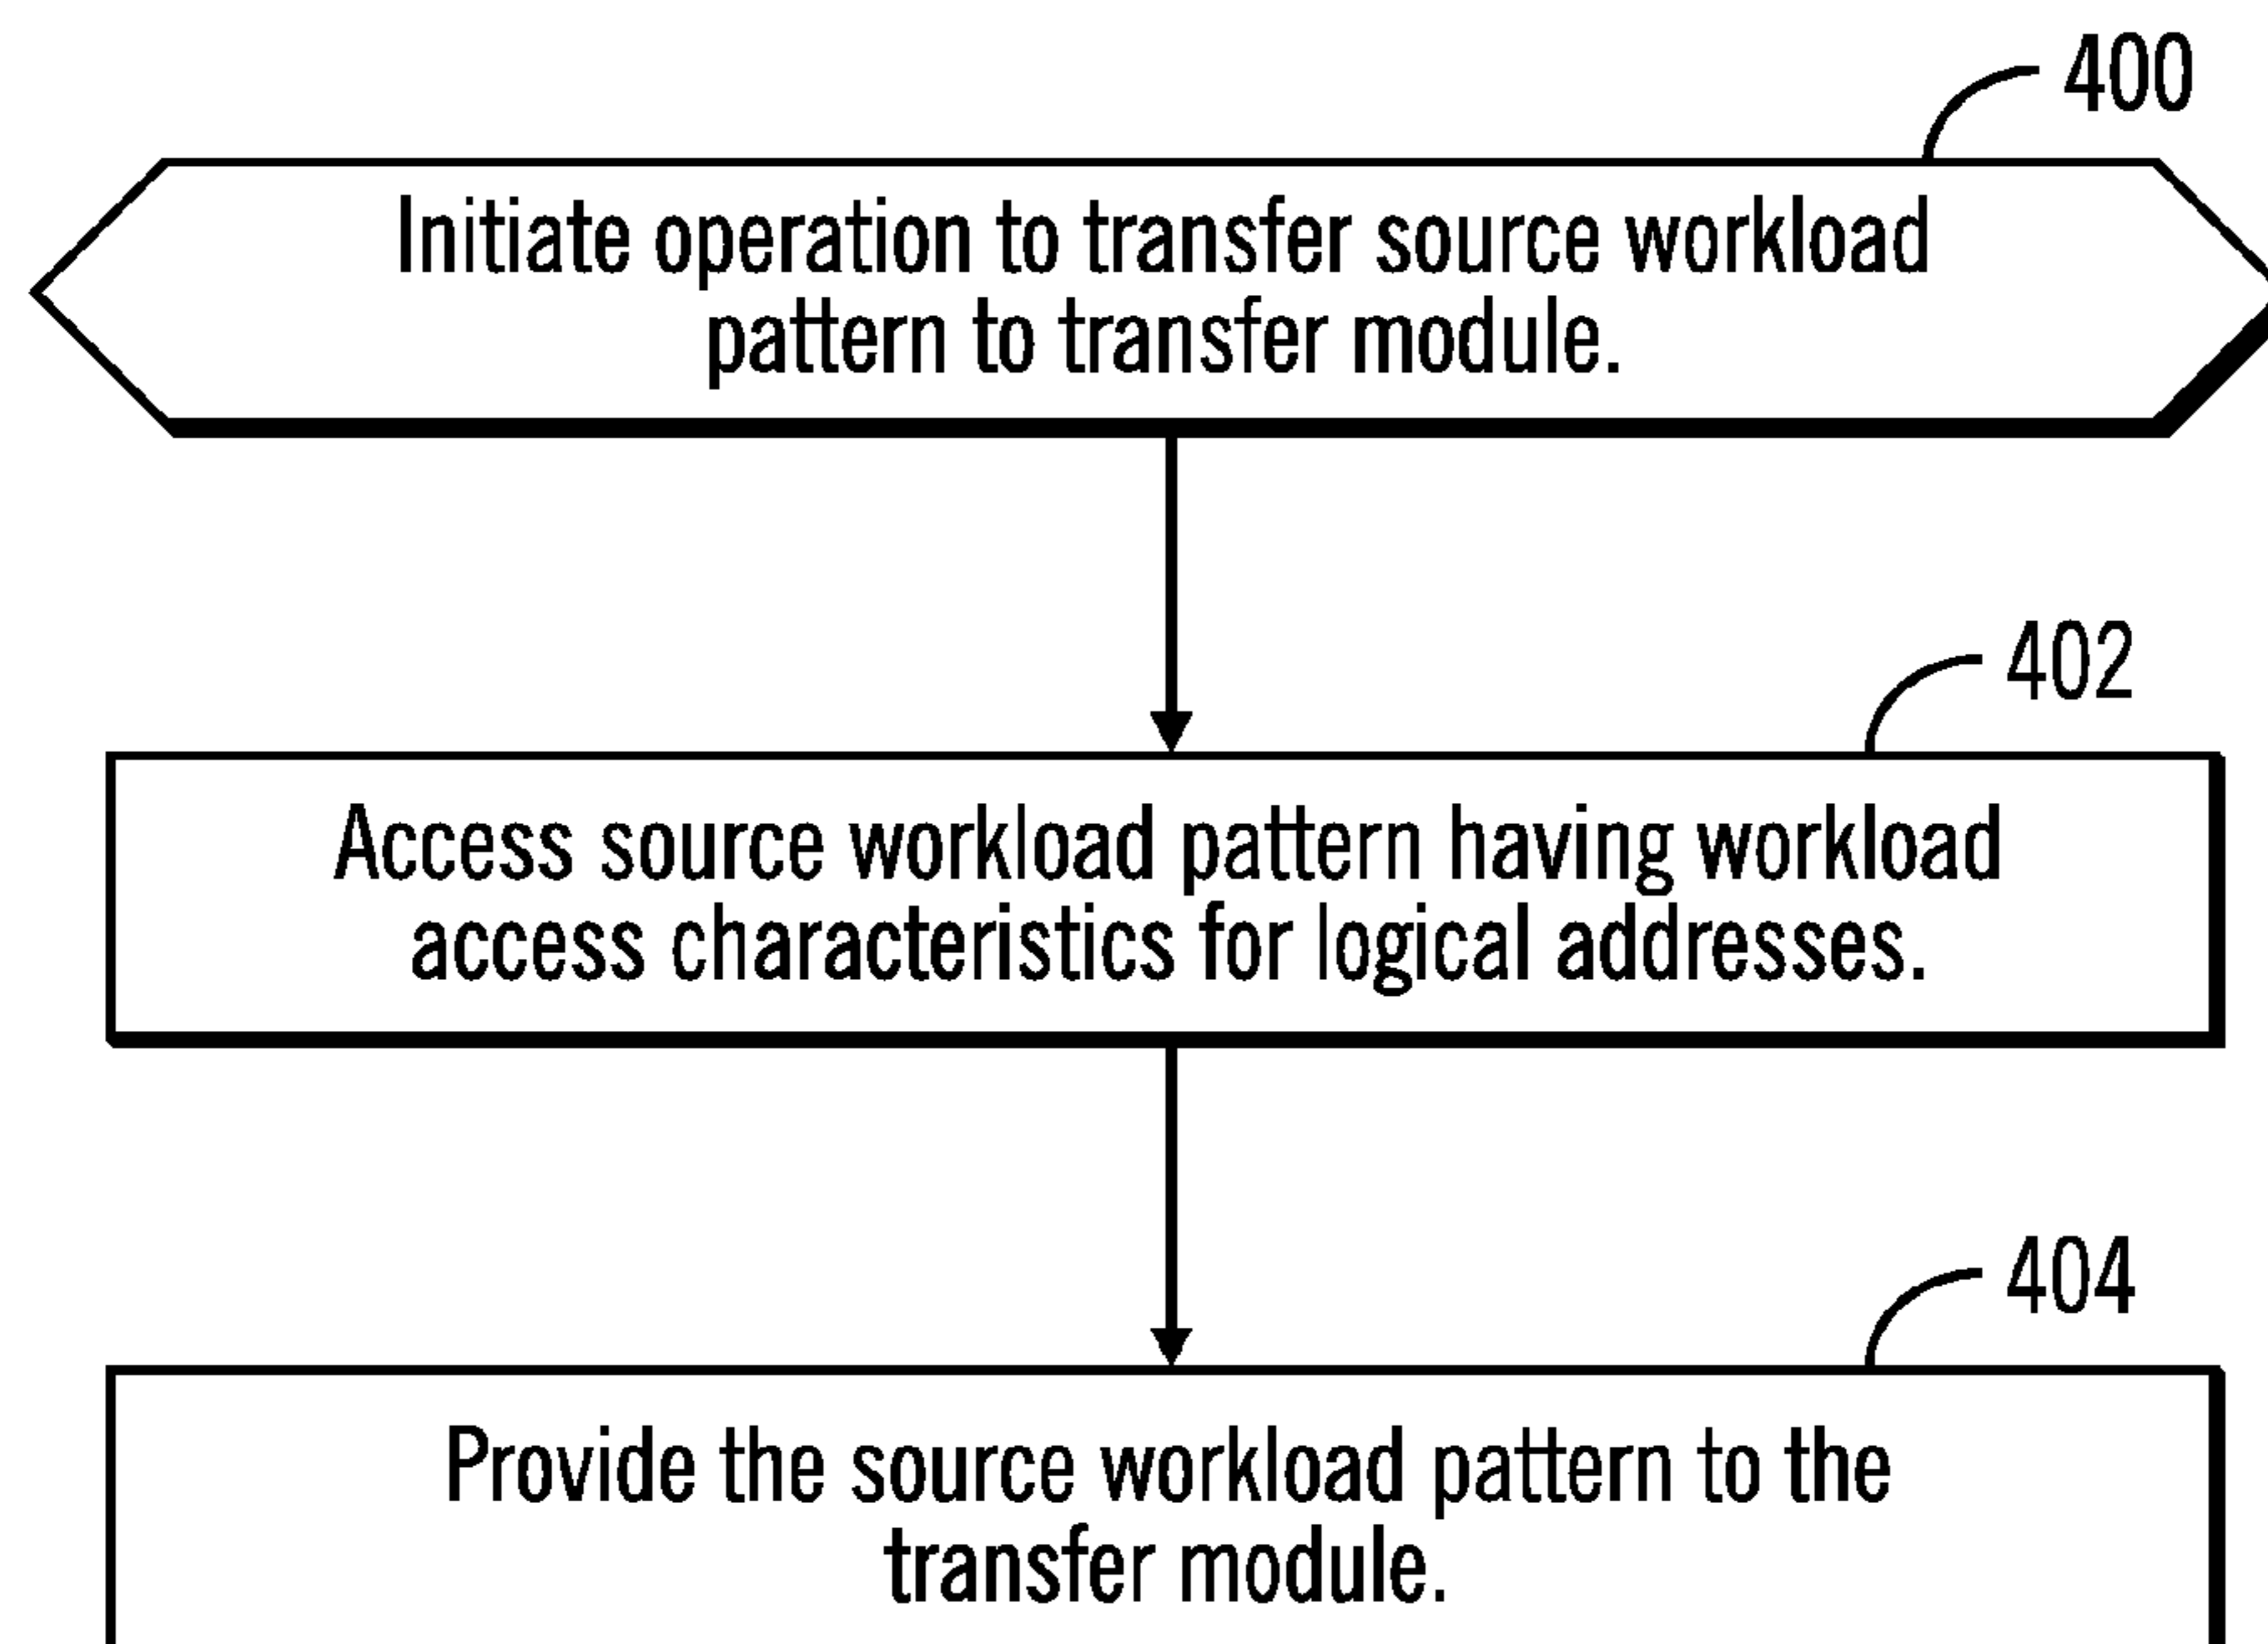 400
Initiate operation to transfer source workload
pattern to transfer module.
402
Access source workload pattern having workload
access characteristics for logical addresses.
404
Provide the source workload pattern to the
transfer module.